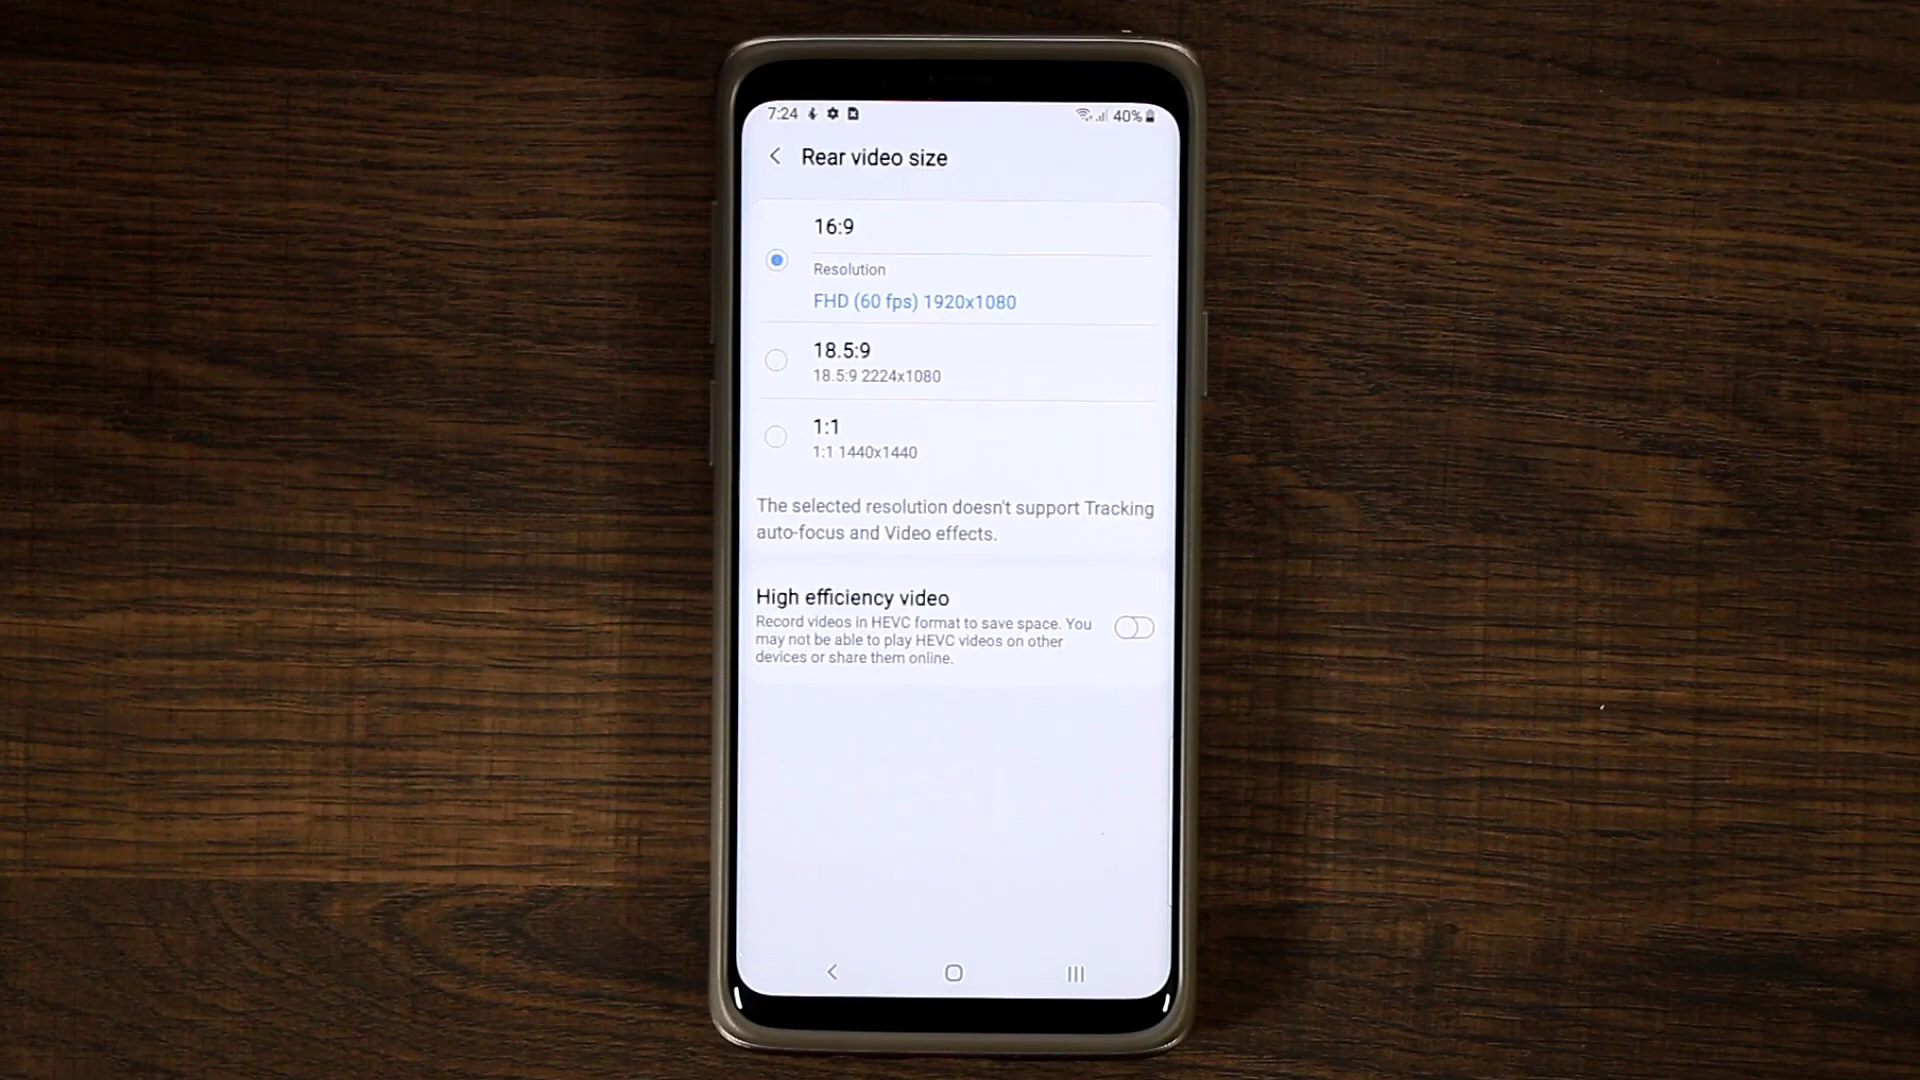 7:24
40%
Rear video size
16:9
Resolution
FHD (60 fps) 1920x1080
18.5:9
18.5:9 2224x1080
1:1
1:1 1440x1440
The selected resolution doesn't support Tracking
auto-focus and Video effects.
High efficiency video
Record videos in HEVC format to save space. You
may not be able to play HEVC videos on other
devices or share them online.